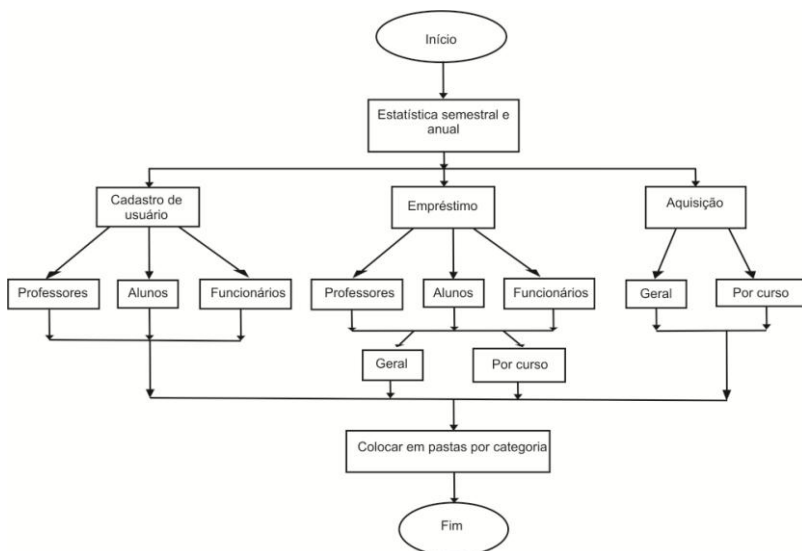 Início
Estatística semestral e
anual
Cadastro de
usuário
Empréstimo
Aquisição
Professores
Alunos
Funcionários
Professores
Alunos
Funcionários
Geral
Por curso
Geral
Por curso
Colocar em pastas por categoria
Fim